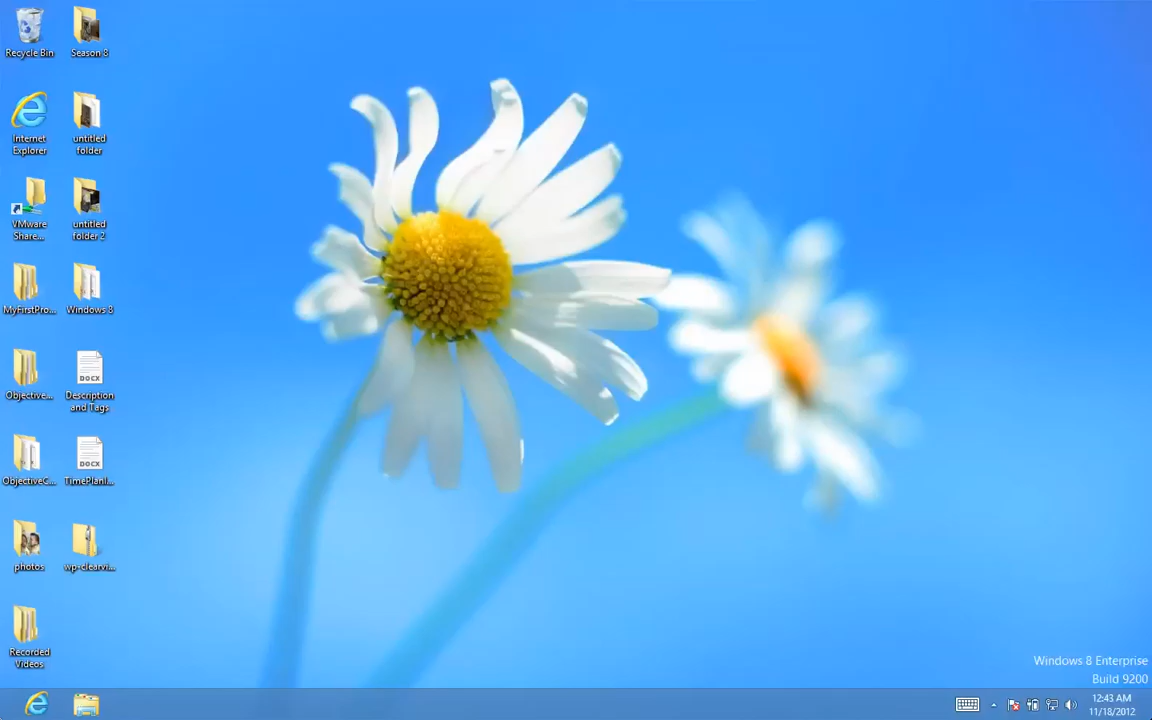 Recycle Bin
Season 8
Internet
Explorer
untitled
folder
VMware
Share...
untitled
folder 2
MyFirstPro...
Windows 8
Objective...
Description
and Tags
DOCX
ObjectiveC...
TimePlanI...
DOCX
photos
wp-clearvi...
Recorded
Videos
Windows 8 Enterprise
Build 9200
12:43 AM
11/18/2012